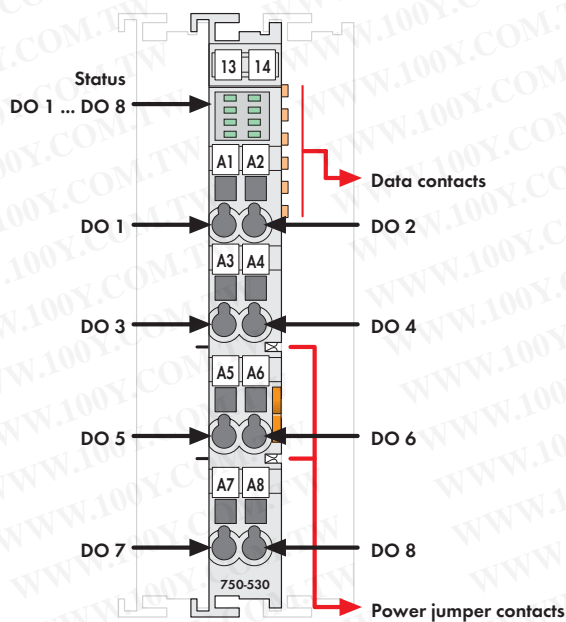 13 14
Status
DO 1 ... DO 8
A1 A2
Data contacts
DO 1 DO 2
A3 A4
DO 3 DO 4
A5 A6
DO 5 DO 6
A7 A8
DO 7 DO 8
750-530
Power jumper contacts
WWW.100Y.COM.TW